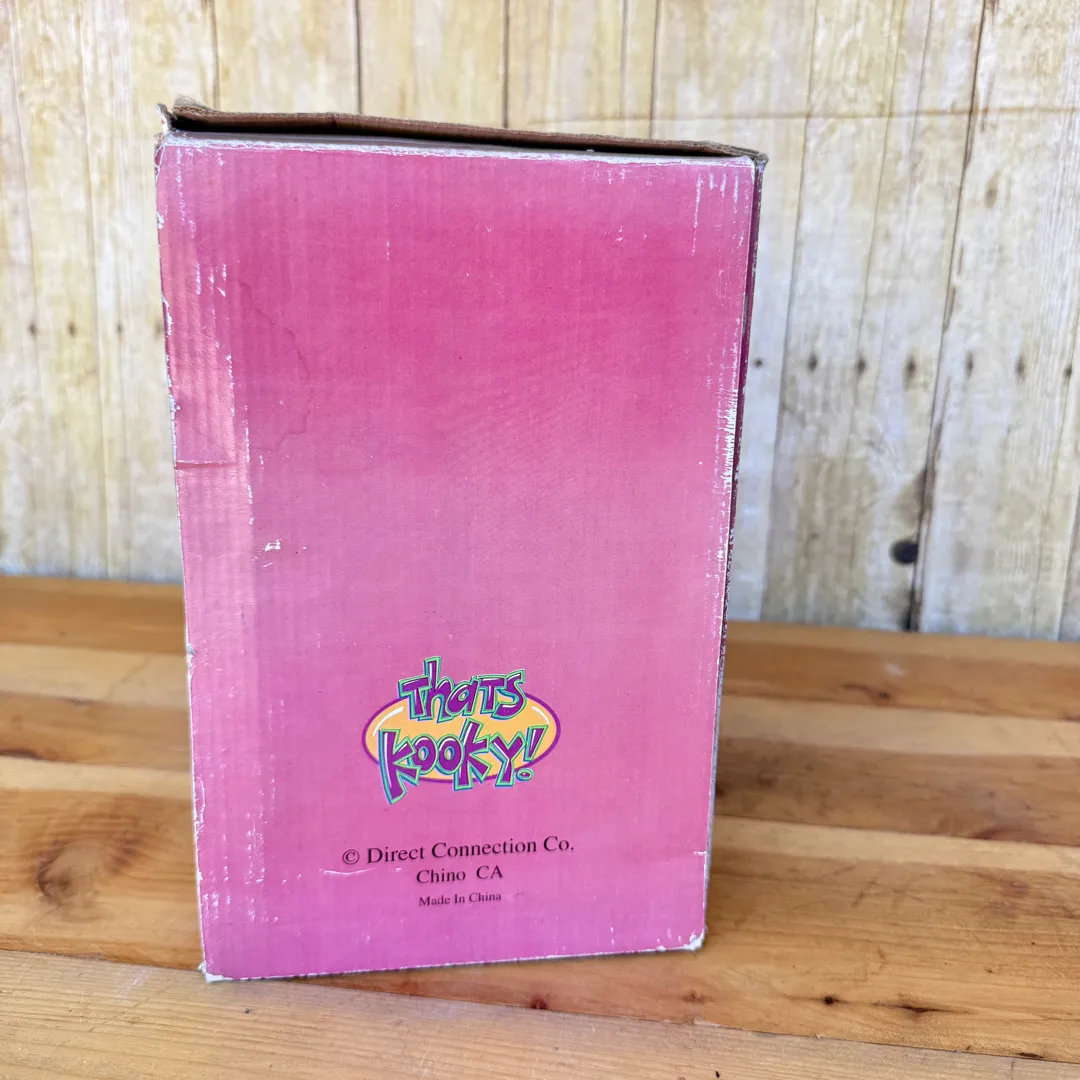 Thats
Kooky!
© Direct Connection Co.
Chino CA
Made In China